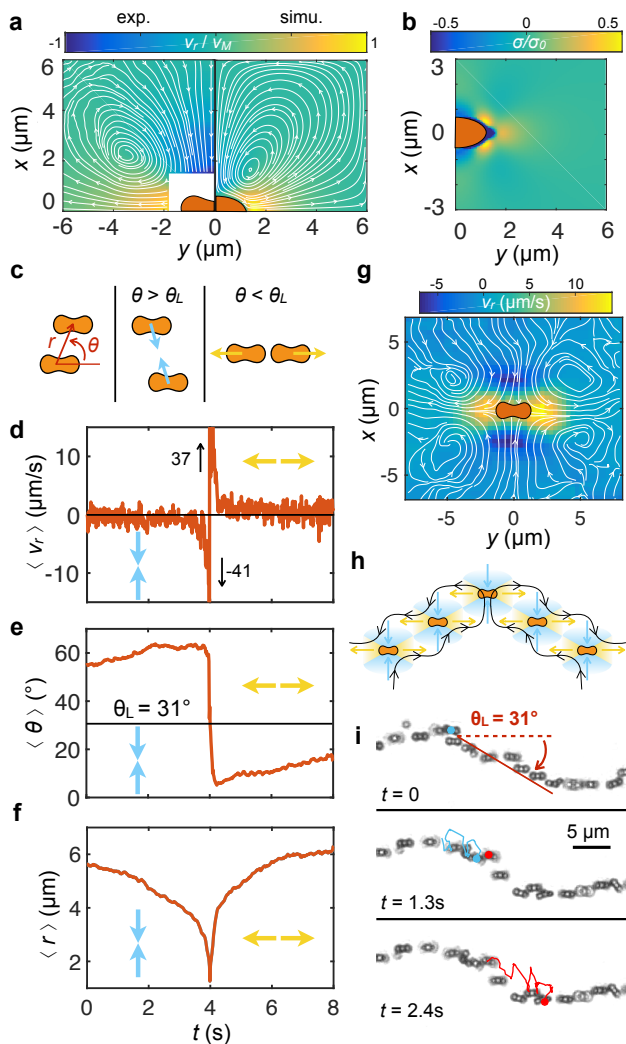 a
exp.
simu.
-1
v_r / v_M
1
x (µm)
6
4
2
0
-6
-4
-2
0
2
4
6
y (µm)
b
-0.5
0
0.5
σ/σ_0
x (µm)
3
0
-3
0
2
4
6
y (µm)
c
r
θ
θ > θ_L
θ < θ_L
d
⟨ v_r ⟩ (µm/s)
10
0
-10
37
-41
e
⟨ θ ⟩ (°)
60
40
20
0
θ_L = 31°
f
⟨ r ⟩ (µm)
6
4
2
0
2
4
6
8
t (s)
g
-5
0
5
10
v_r (µm/s)
x (µm)
5
0
-5
-5
0
5
y (µm)
h
i
θ_L = 31°
t = 0
5 µm
t = 1.3s
t = 2.4s